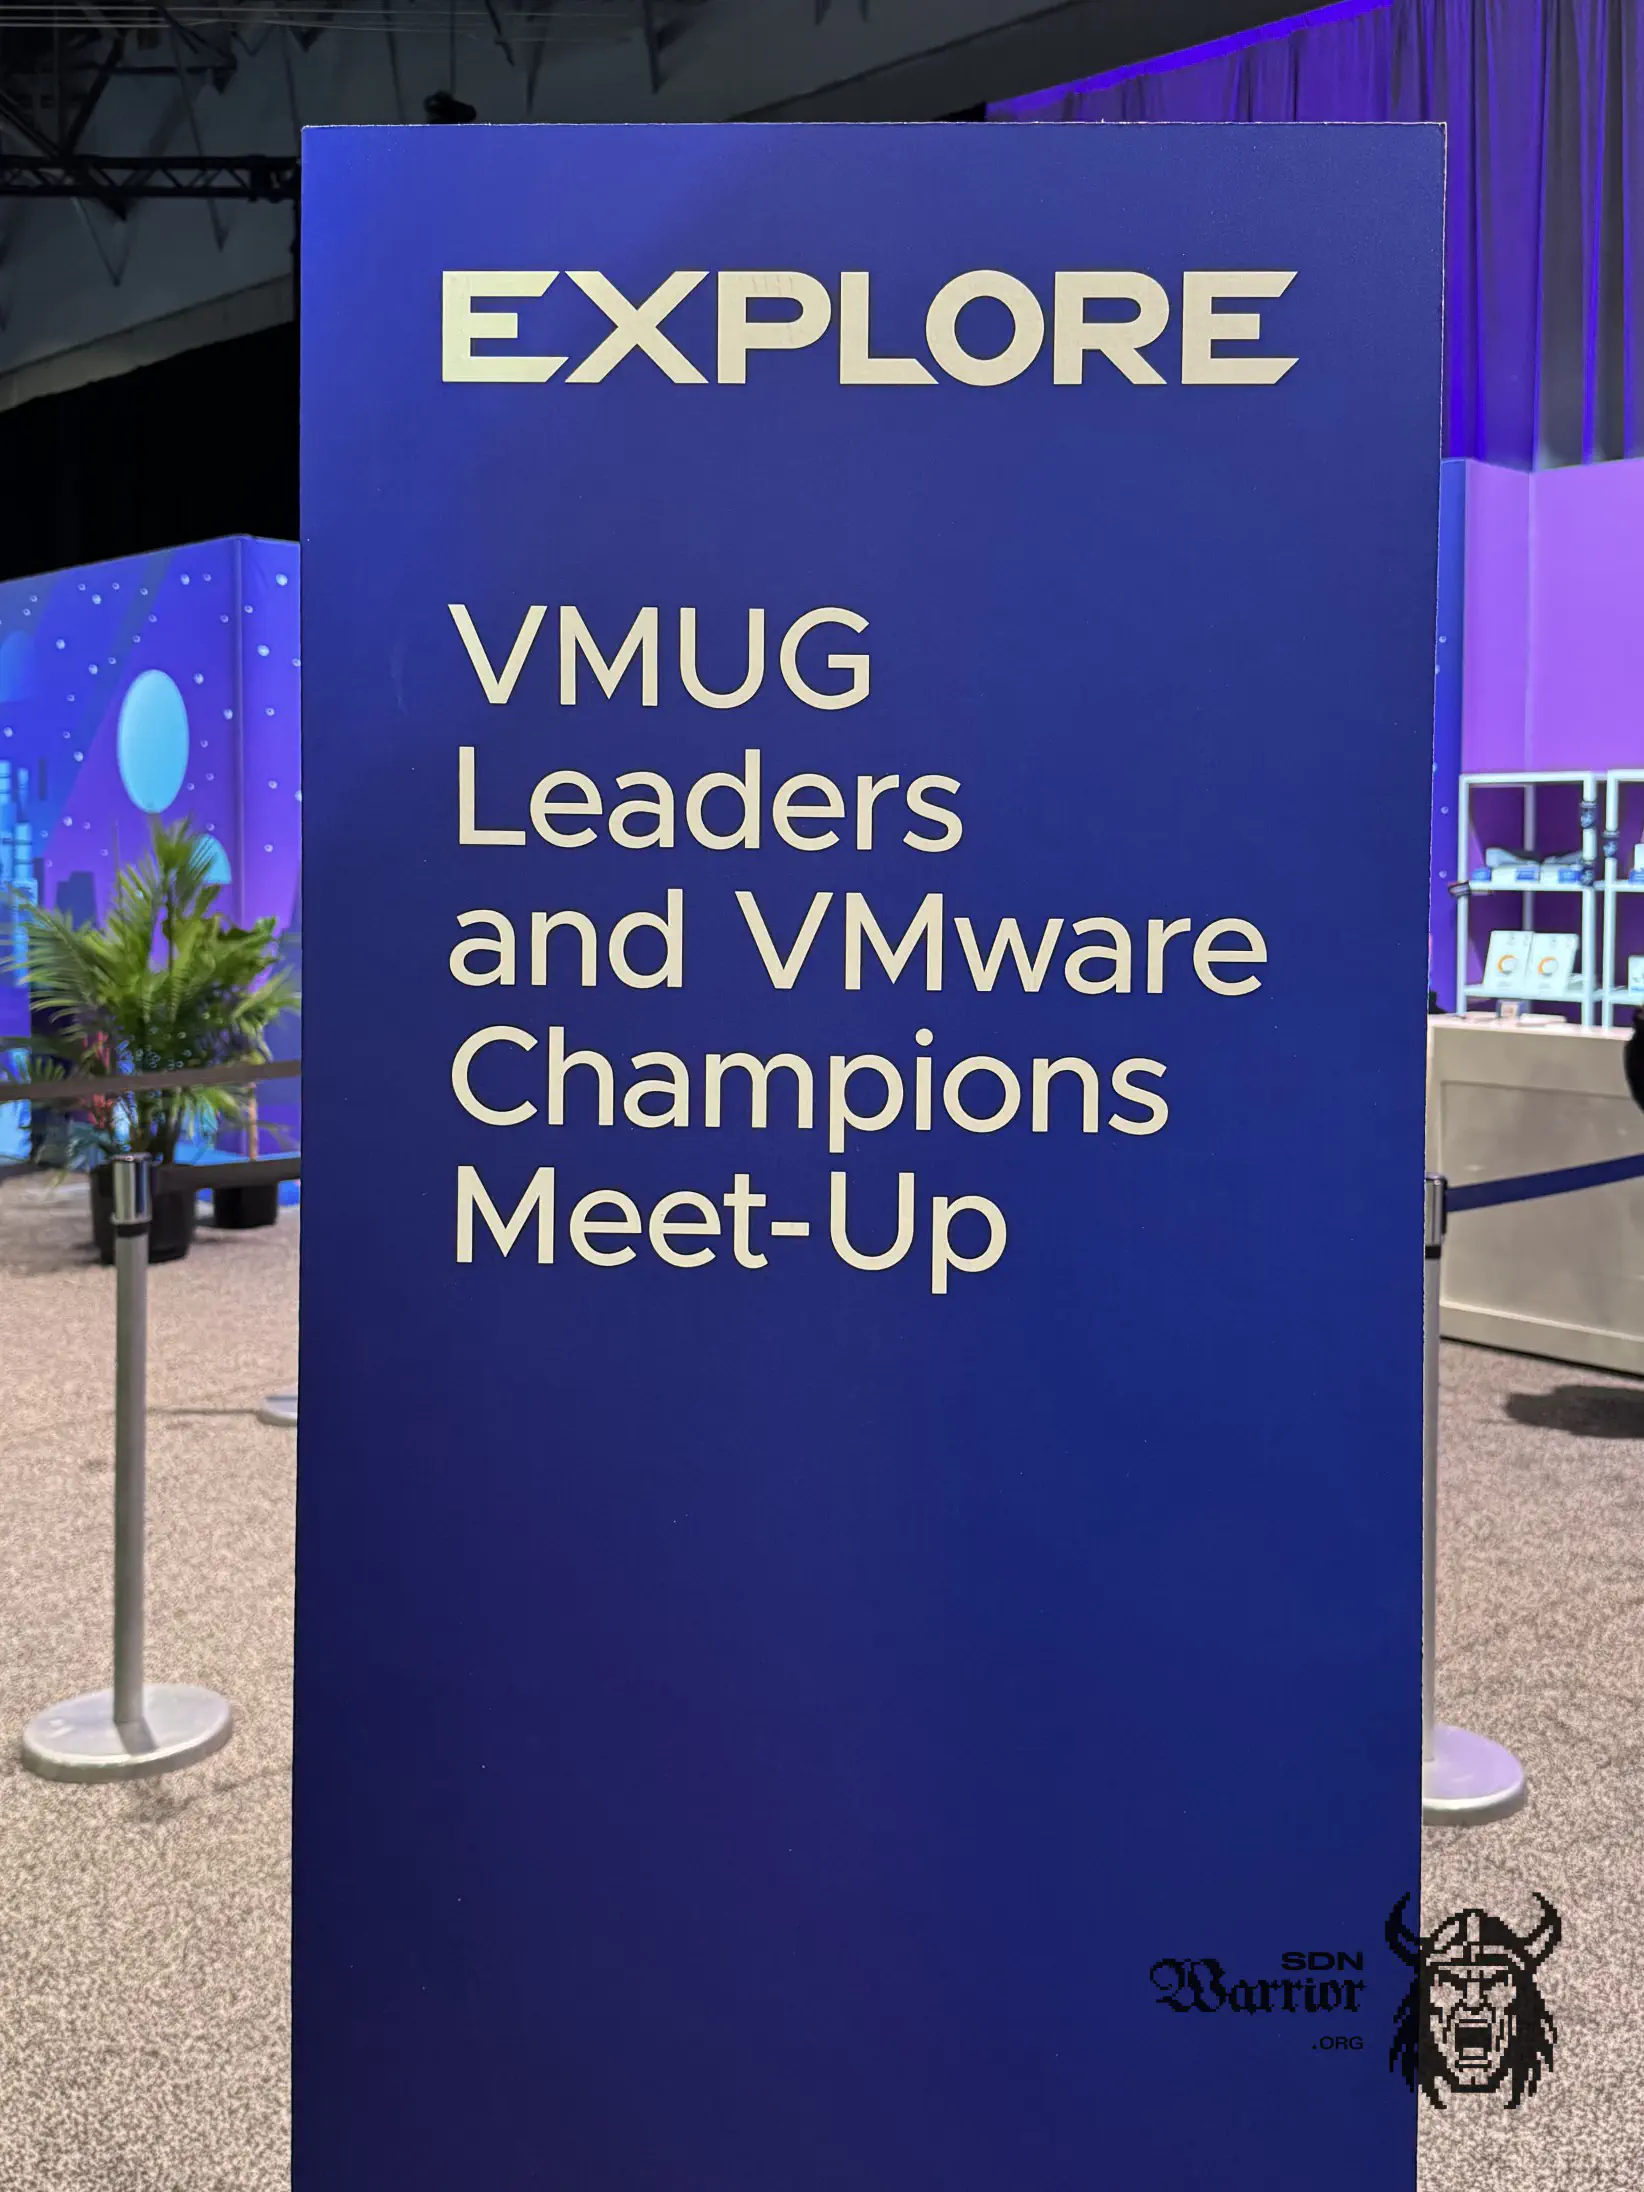 EXPLORE
VMUG
Leaders
and VMware
Champions
Meet-Up
SDN
Warrior
.ORG